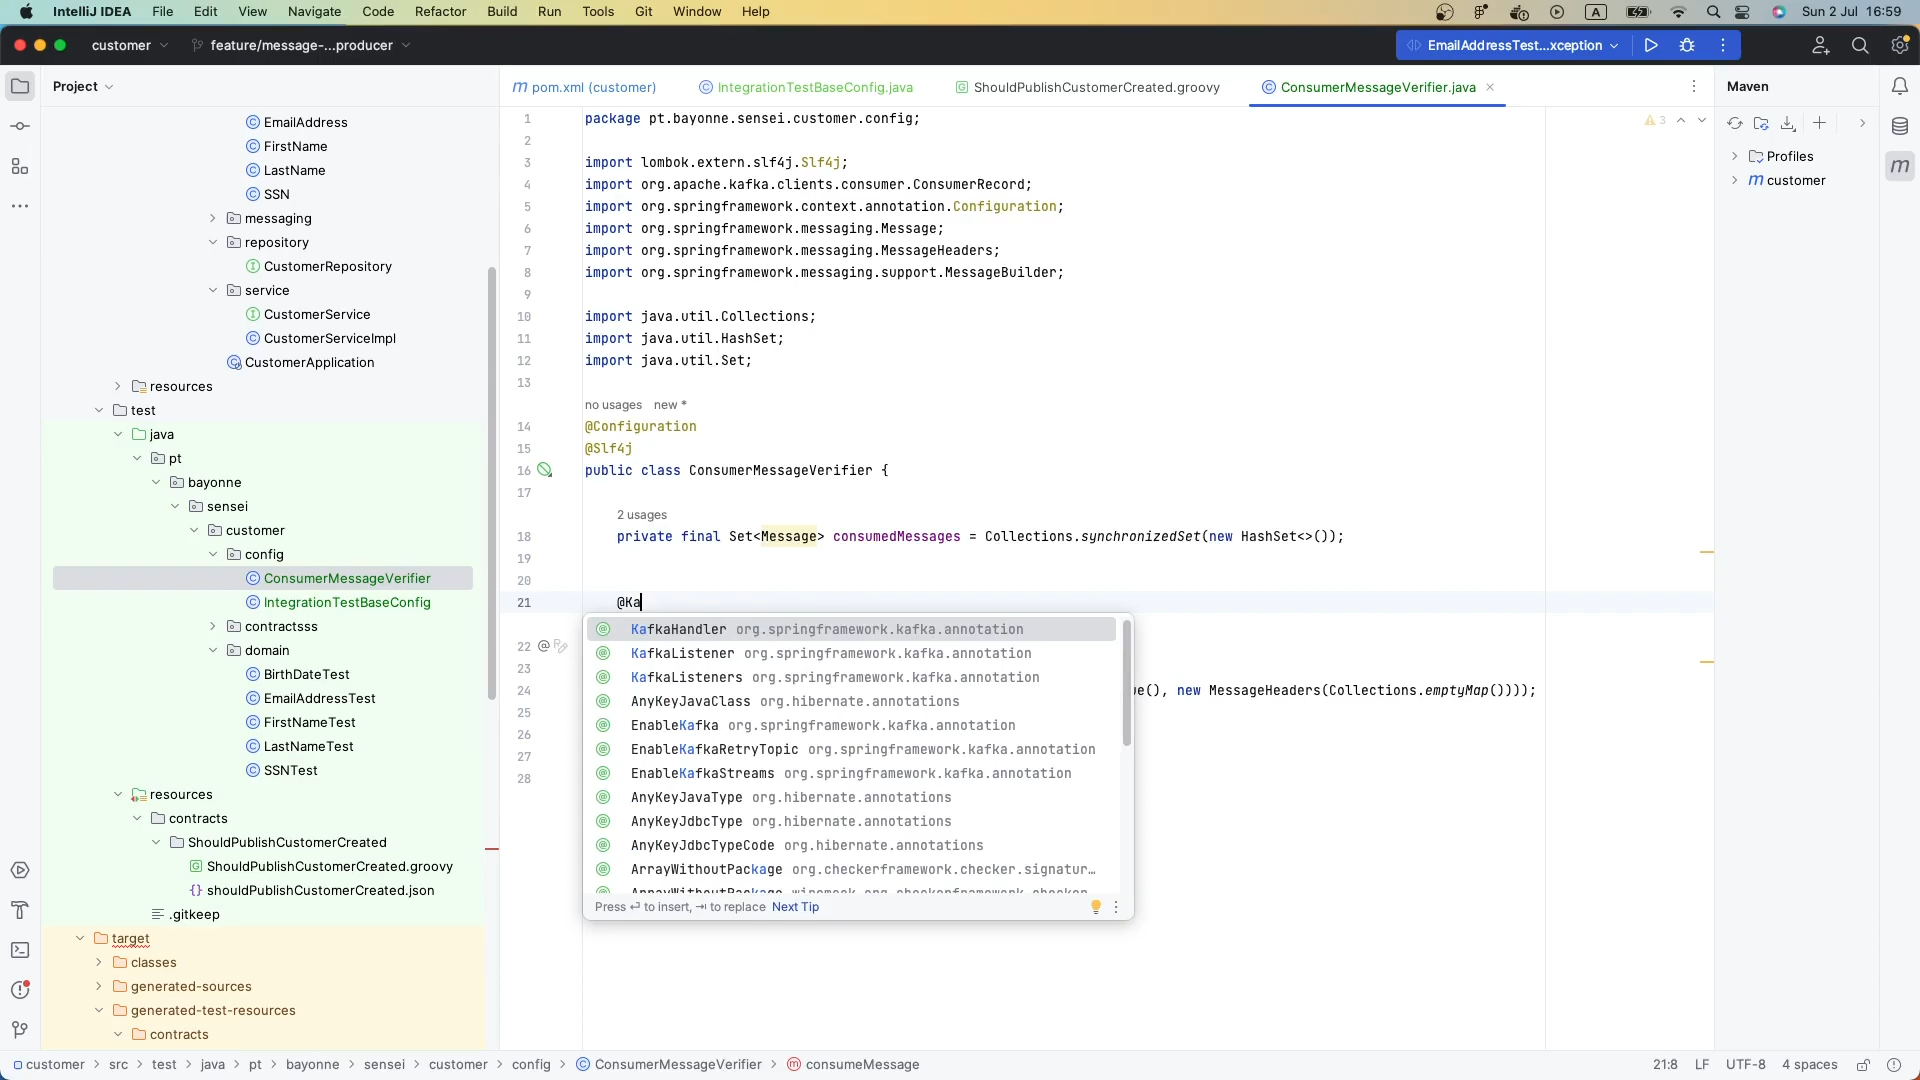 IntelliJ IDEA File Edit View Navigate Code Refactor Build Run Tools Git Window Help A Sun 2 Jul 16:59
customer feature/message-...producer EmailAddressTest...xception
Project
EmailAddress
FirstName
LastName
SSN
messaging
repository
CustomerRepository
service
CustomerService
CustomerServiceImpl
CustomerApplication
resources
test
java
pt
bayonne
sensei
customer
config
ConsumerMessageVerifier
IntegrationTestBaseConfig
contractsss
domain
BirthDateTest
EmailAddressTest
FirstNameTest
LastNameTest
SSNTest
resources
contracts
ShouldPublishCustomerCreated
ShouldPublishCustomerCreated.groovy
shouldPublishCustomerCreated.json
.gitkeep
target
classes
generated-sources
generated-test-resources
contracts
pom.xml (customer) IntegrationTestBaseConfig.java ShouldPublishCustomerCreated.groovy ConsumerMessageVerifier.java
1 package pt.bayonne.sensei.customer.config; 3
2
3 import lombok.extern.slf4j.Slf4j;
4 import org.apache.kafka.clients.consumer.ConsumerRecord;
5 import org.springframework.context.annotation.Configuration;
6 import org.springframework.messaging.Message;
7 import org.springframework.messaging.MessageHeaders;
8 import org.springframework.messaging.support.MessageBuilder;
9
10 import java.util.Collections;
11 import java.util.HashSet;
12 import java.util.Set;
13
no usages new *
14 @Configuration
15 @Slf4j
16 public class ConsumerMessageVerifier {
17
2 usages
18 private final Set<Message> consumedMessages = Collections.synchronizedSet(new HashSet<>());
19
20
21 @Ka
22
23
24 ue(), new MessageHeaders(Collections.emptyMap())));
25
26
27
28
KafkaHandler org.springframework.kafka.annotation
KafkaListener org.springframework.kafka.annotation
KafkaListeners org.springframework.kafka.annotation
AnyKeyJavaClass org.hibernate.annotations
EnableKafka org.springframework.kafka.annotation
EnableKafkaRetryTopic org.springframework.kafka.annotation
EnableKafkaStreams org.springframework.kafka.annotation
AnyKeyJavaType org.hibernate.annotations
AnyKeyJdbcType org.hibernate.annotations
AnyKeyJdbcTypeCode org.hibernate.annotations
ArrayWithoutPackage org.checkerframework.checker.signatur…
Press ⏎ to insert, ⇥ to replace Next Tip
Maven
Profiles
m customer
customer > src > test > java > pt > bayonne > sensei > customer > config > ConsumerMessageVerifier > consumeMessage 21:8 LF UTF-8 4 spaces